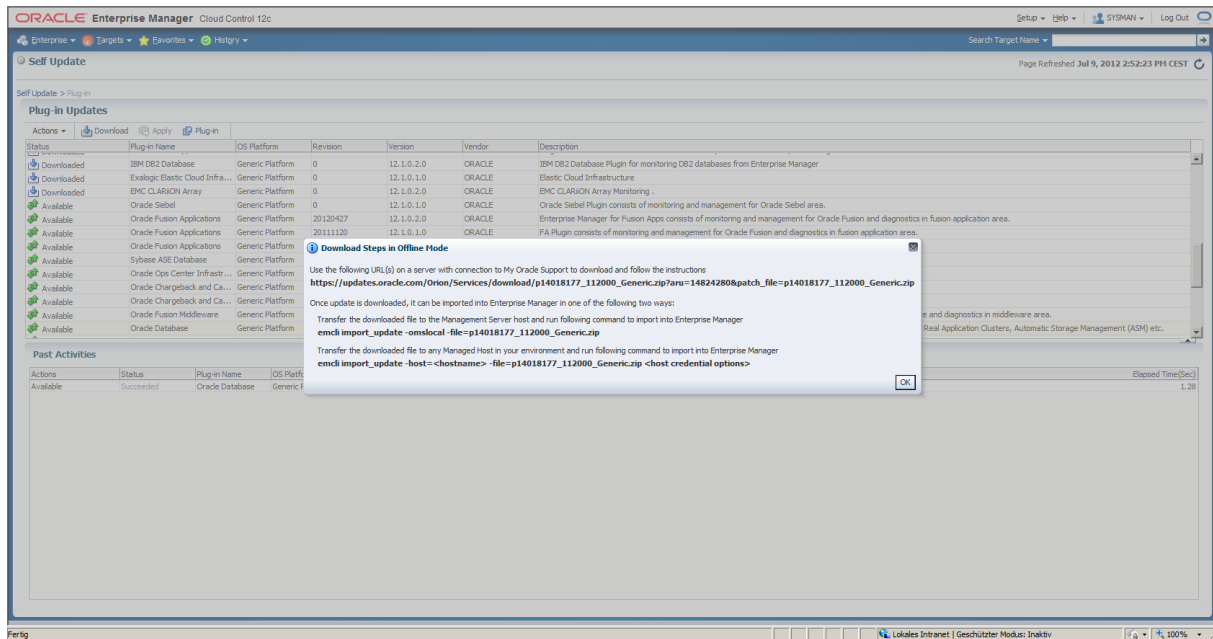 ORACLE Enterprise Manager Cloud Control 12c
Setup Help SYSMAN Log Out
Enterprise Targets Favorites History Search Target Name
Self Update Page Refreshed Jul 9, 2012 2:52:23 PM CEST
Self Update > Plug-in
Plug-in Updates
Actions Download Apply Plug-in
Status Plug-in Name OS Platform Revision Version Vendor Description
Downloaded IBM DB2 Database Generic Platform 0 12.1.0.2.0 ORACLE IBM DB2 Database Plugin for monitoring DB2 databases from Enterprise Manager
Downloaded Exalogic Elastic Cloud Infra... Generic Platform 0 12.1.0.1.0 ORACLE Elastic Cloud Infrastructure
Downloaded EMC CLARiiON Array Generic Platform 0 12.1.0.2.0 ORACLE EMC CLARiiON Array Monitoring .
Available Oracle Siebel Generic Platform 0 12.1.0.1.0 ORACLE Oracle Siebel Plugin consists of monitoring and management for Oracle Siebel area.
Available Oracle Fusion Applications Generic Platform 20120427 12.1.0.2.0 ORACLE Enterprise Manager for Fusion Apps consists of monitoring and management for Oracle Fusion and diagnostics in fusion application area.
Available Oracle Fusion Applications Generic Platform 20111120 12.1.0.1.0 ORACLE FA Plugin consists of monitoring and management for Oracle Fusion and diagnostics in fusion application area.
Available Oracle Fusion Applications Generic Platform
Available Sybase ASE Database Generic Platform
Available Oracle Ops Center Infrastr... Generic Platform
Available Oracle Chargeback and Ca... Generic Platform
Available Oracle Chargeback and Ca... Generic Platform
Available Oracle Fusion Middleware Generic Platform e and diagnostics in middleware area.
Available Oracle Database Generic Platform Real Application Clusters, Automatic Storage Management (ASM) etc.
Download Steps in Offline Mode
Use the following URL(s) on a server with connection to My Oracle Support to download and follow the instructions
https://updates.oracle.com/Orion/Services/download/p14018177_112000_Generic.zip?aru=14824280&patch_file=p14018177_112000_Generic.zip
Once update is downloaded, it can be imported into Enterprise Manager in one of the following two ways:
Transfer the downloaded file to the Management Server host and run following command to import into Enterprise Manager
emcli import_update -omslocal -file=p14018177_112000_Generic.zip
Transfer the downloaded file to any Managed Host in your environment and run following command to import into Enterprise Manager
emcli import_update -host=<hostname> -file=p14018177_112000_Generic.zip <host credential options>
OK
Past Activities
Actions Status Plug-in Name OS Platfo Elapsed Time(Sec)
Available Succeeded Oracle Database Generic P 1.28
Fertig Lokales Intranet | Geschützter Modus: Inaktiv 100%